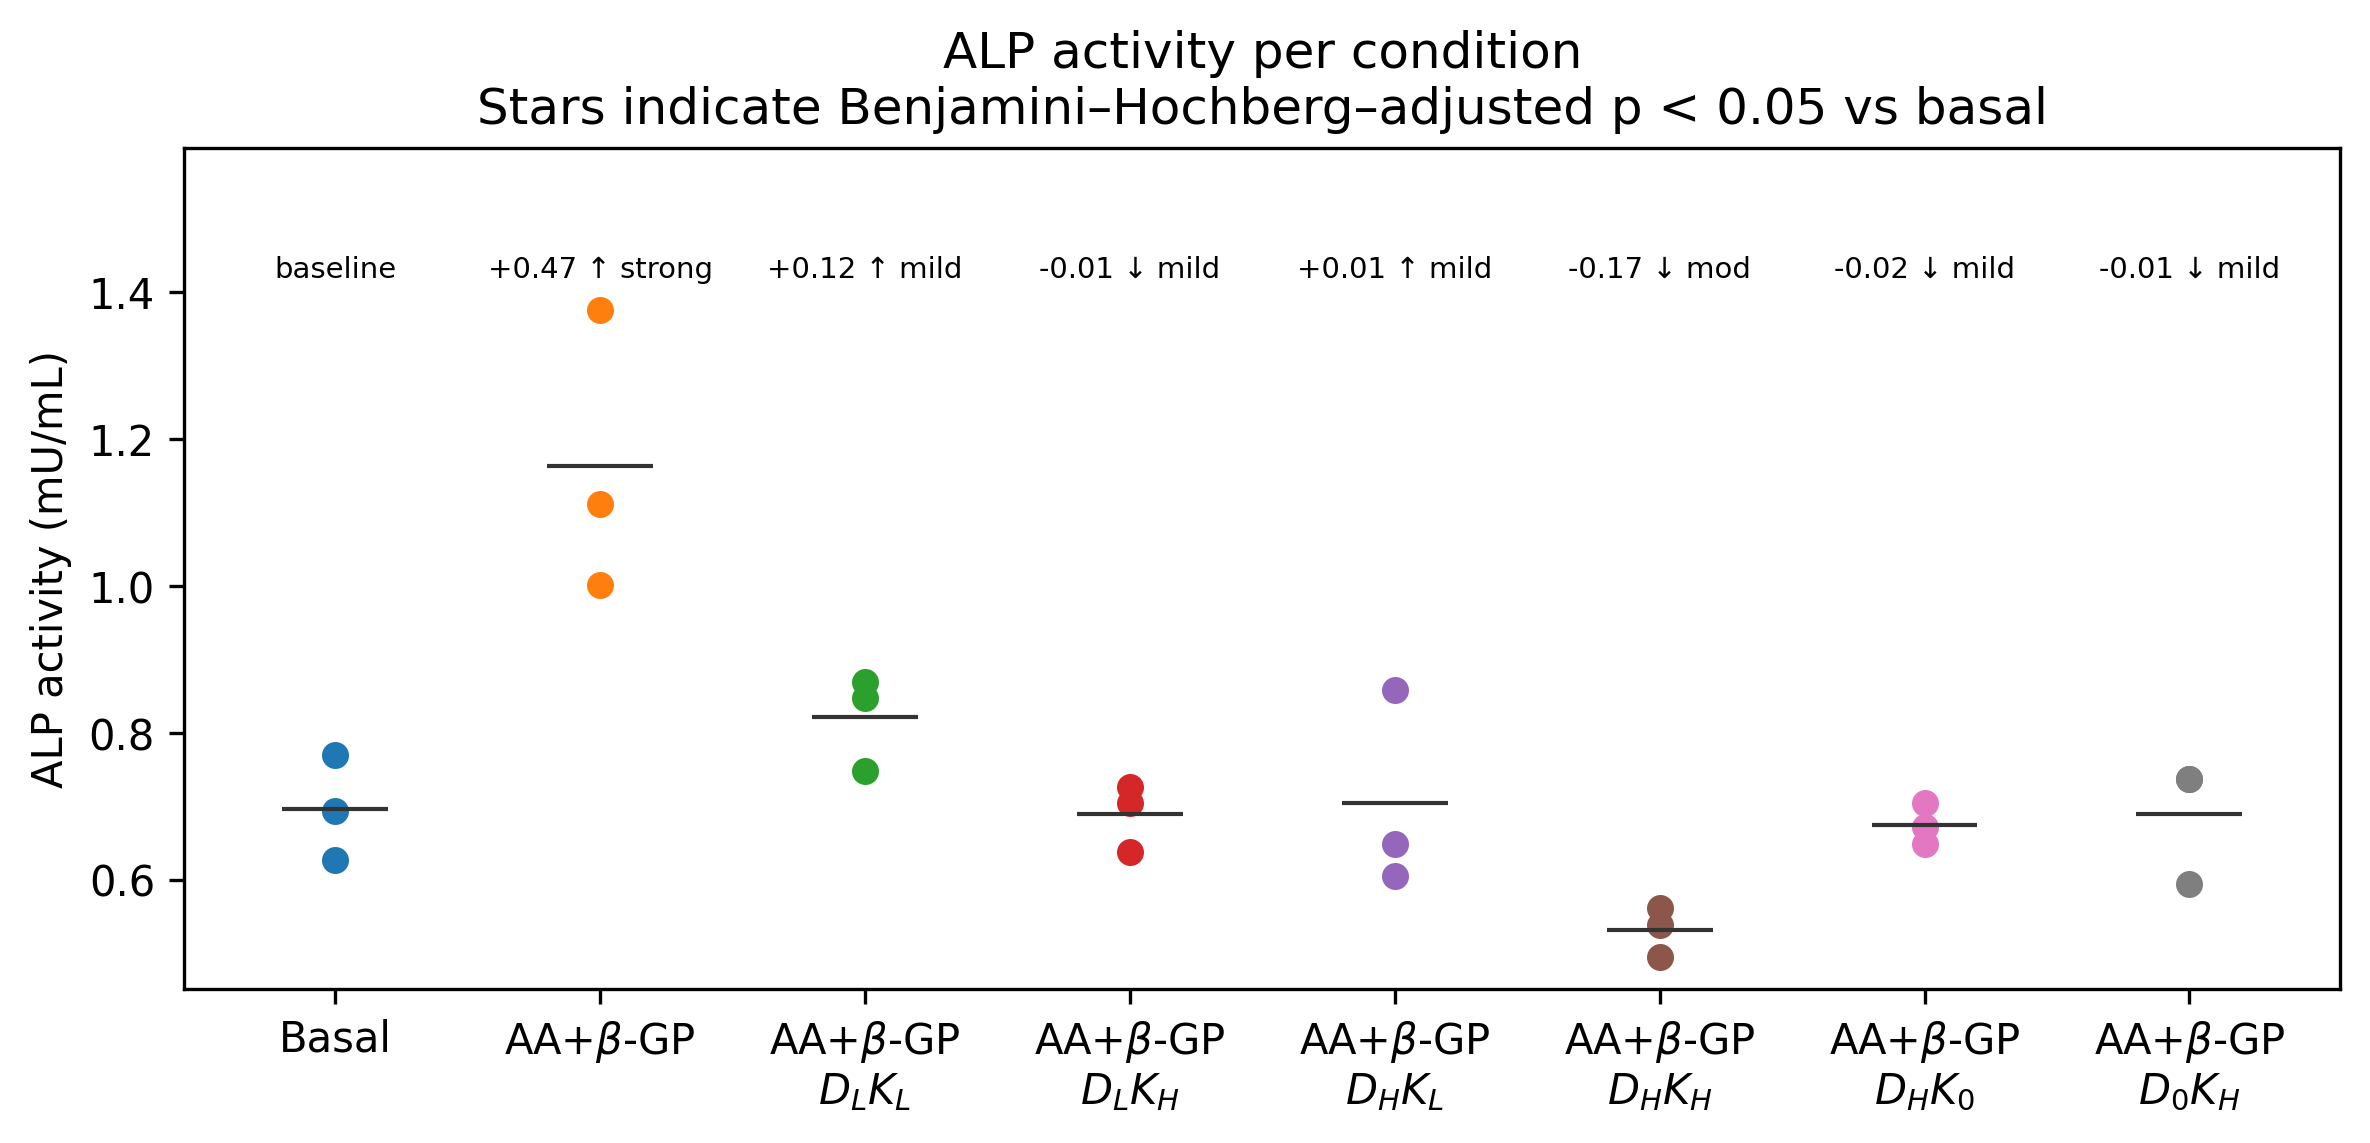 ALP activity per condition
Stars indicate Benjamini–Hochberg–adjusted p < 0.05 vs basal
baseline
+0.47 ↑ strong
+0.12 ↑ mild
-0.01 ↓ mild
+0.01 ↑ mild
-0.17 ↓ mod
-0.02 ↓ mild
-0.01 ↓ mild
ALP activity (mU/mL)
1.4
1.2
1.0
0.8
0.6
Basal
AA+β-GP
AA+β-GP
D_L K_L
AA+β-GP
D_L K_H
AA+β-GP
D_H K_L
AA+β-GP
D_H K_H
AA+β-GP
D_H K_0
AA+β-GP
D_0 K_H